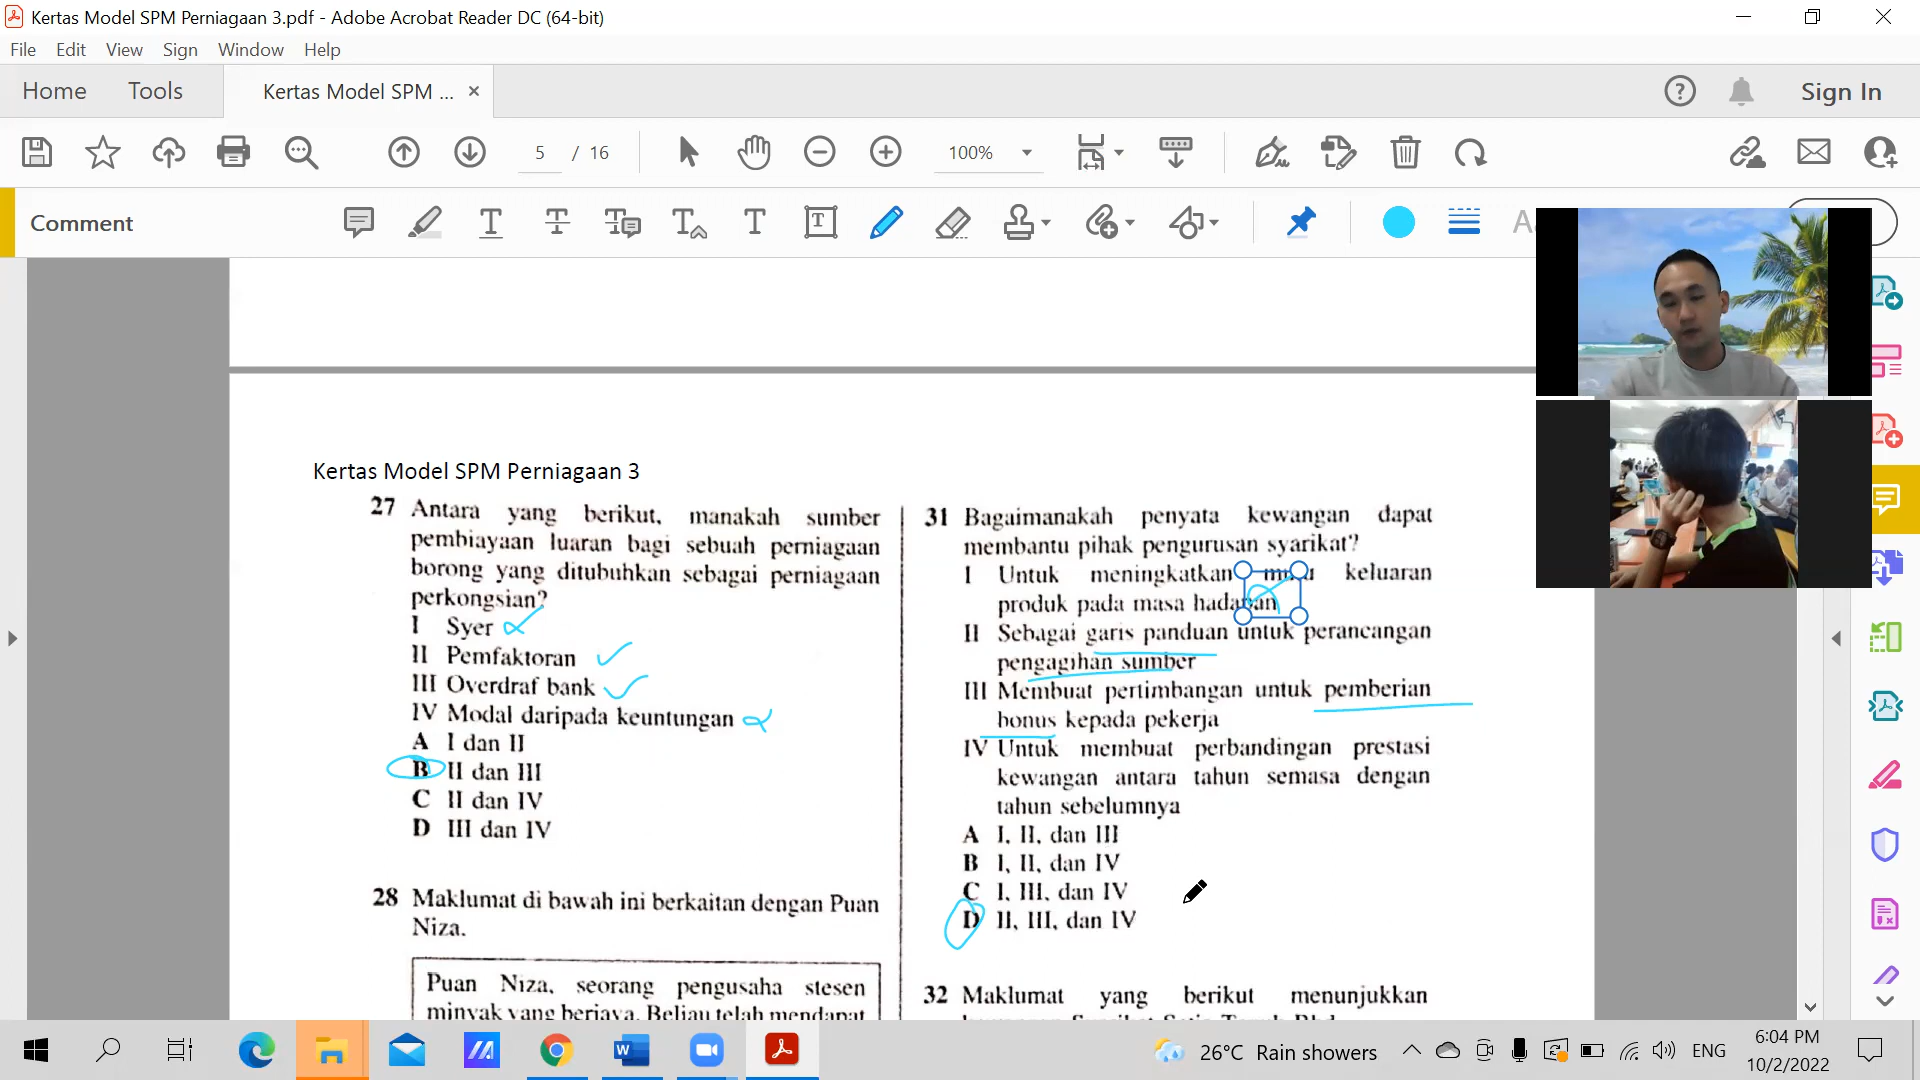 Kertas Model SPM Perniagaan 3.pdf - Adobe Acrobat Reader DC (64-bit)
File Edit View Sign Window Help
Home Tools Kertas Model SPM ... Sign In
5 / 16 100%
Comment
Kertas Model SPM Perniagaan 3
27 Antara yang berikut, manakah sumber
pembiayaan luaran bagi sebuah perniagaan
borong yang ditubuhkan sebagai perniagaan
perkongsian?
I Syer
II Pemfaktoran
III Overdraf bank
IV Modal daripada keuntungan
A I dan II
B II dan III
C II dan IV
D III dan IV
28 Maklumat di bawah ini berkaitan dengan Puan
Niza.
Puan Niza, seorang pengusaha stesen
minyak yang berjaya. Beliau telah mendapat
31 Bagaimanakah penyata kewangan dapat
membantu pihak pengurusan syarikat?
I Untuk meningkatkan keluaran
produk pada masa hadapan
II Sebagai garis panduan untuk perancangan
pengagihan sumber
III Membuat pertimbangan untuk pemberian
bonus kepada pekerja
IV Untuk membuat perbandingan prestasi
kewangan antara tahun semasa dengan
tahun sebelumnya
A I, II, dan III
B I, II, dan IV
C I, III, dan IV
D II, III, dan IV
32 Maklumat yang berikut menunjukkan
26°C Rain showers ENG 6:04 PM
10/2/2022